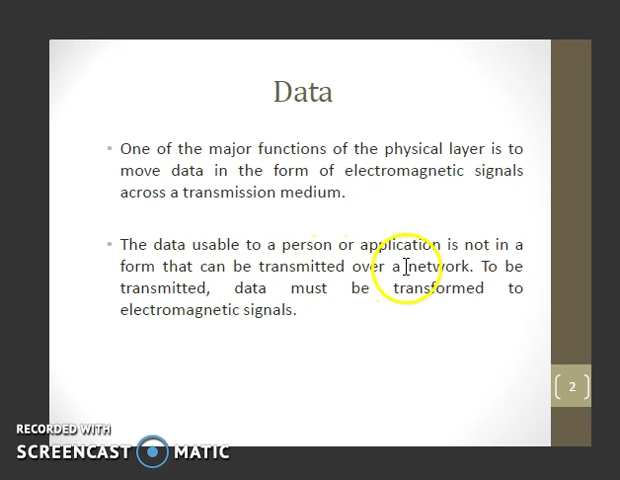 Data
• One of the major functions of the physical layer is to
move data in the form of electromagnetic signals
across a transmission medium.
• The data usable to a person or application is not in a
form that can be transmitted over a network. To be
transmitted, data must be transformed to
electromagnetic signals.
2
RECORDED WITH
SCREENCAST MATIC